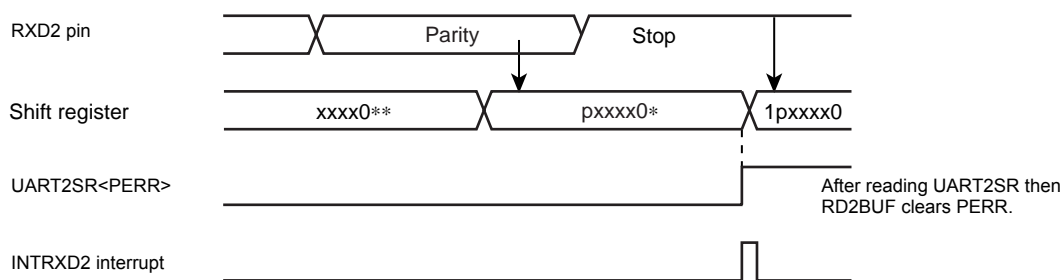 RXD2 pin Parity Stop
Shift register xxxx0** pxxxx0* 1pxxxx0
UART2SR<PERR> After reading UART2SR then
RD2BUF clears PERR.
INTRXD2 interrupt